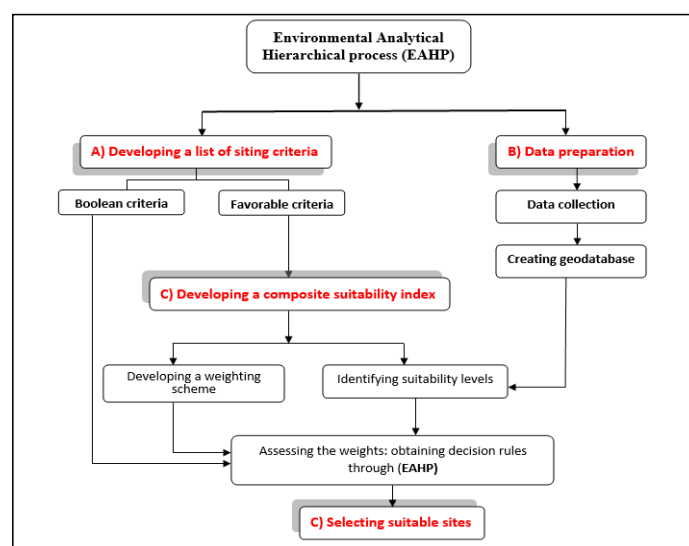 Environmental Analytical
Hierarchical process (EAHP)
A) Developing a list of siting criteria
B) Data preparation
Boolean criteria
Favorable criteria
Data collection
Creating geodatabase
C) Developing a composite suitability index
Developing a weighting
scheme
Identifying suitability levels
Assessing the weights: obtaining decision rules
through (EAHP)
C) Selecting suitable sites